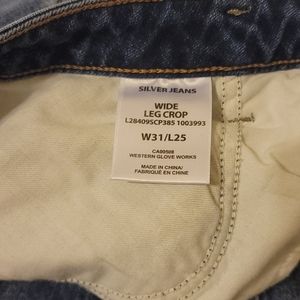 SILVER JEANS
WIDE
LEG CROP
L28409SCP385 1003993
W31/L25
CA00508
WESTERN GLOVE WORKS
MADE IN CHINA/
FABRIQUÉ EN CHINE